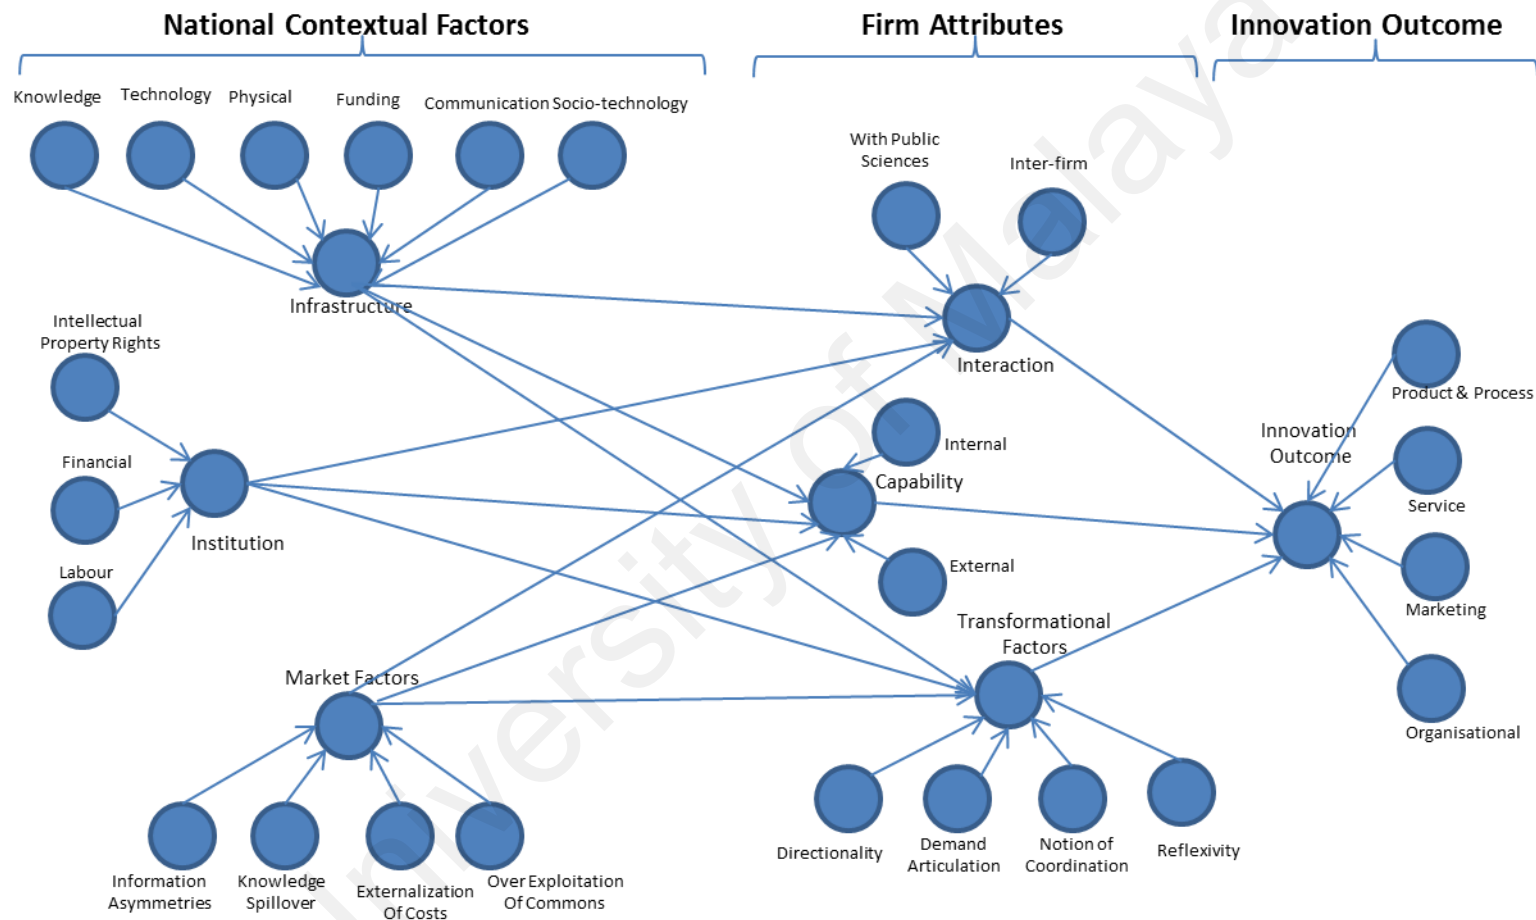 National Contextual Factors
Firm Attributes
Innovation Outcome
Knowledge
Technology
Physical
Funding
Communication
Socio-technology
With Public
Sciences
Inter-firm
Infrastructure
Intellectual
Property Rights
Interaction
Product & Process
Internal
Innovation
Outcome
Financial
Capability
Service
Institution
External
Labour
Marketing
Transformational
Factors
Market Factors
Organisational
Directionality
Demand
Articulation
Notion of
Coordination
Reflexivity
Information
Asymmetries
Knowledge
Spillover
Externalization
Of Costs
Over Exploitation
Of Commons
University of Malaya